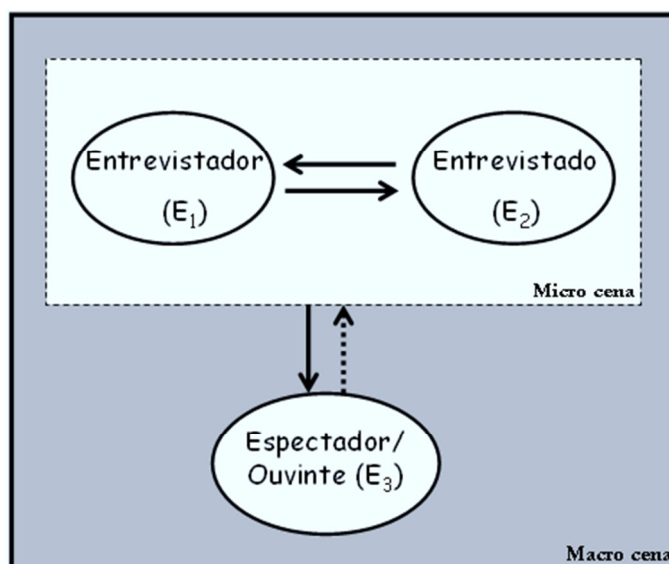 Entrevistador
(E₁)
Entrevistado
(E₂)
Micro cena
Espectador/
Ouvinte (E₃)
Macro cena